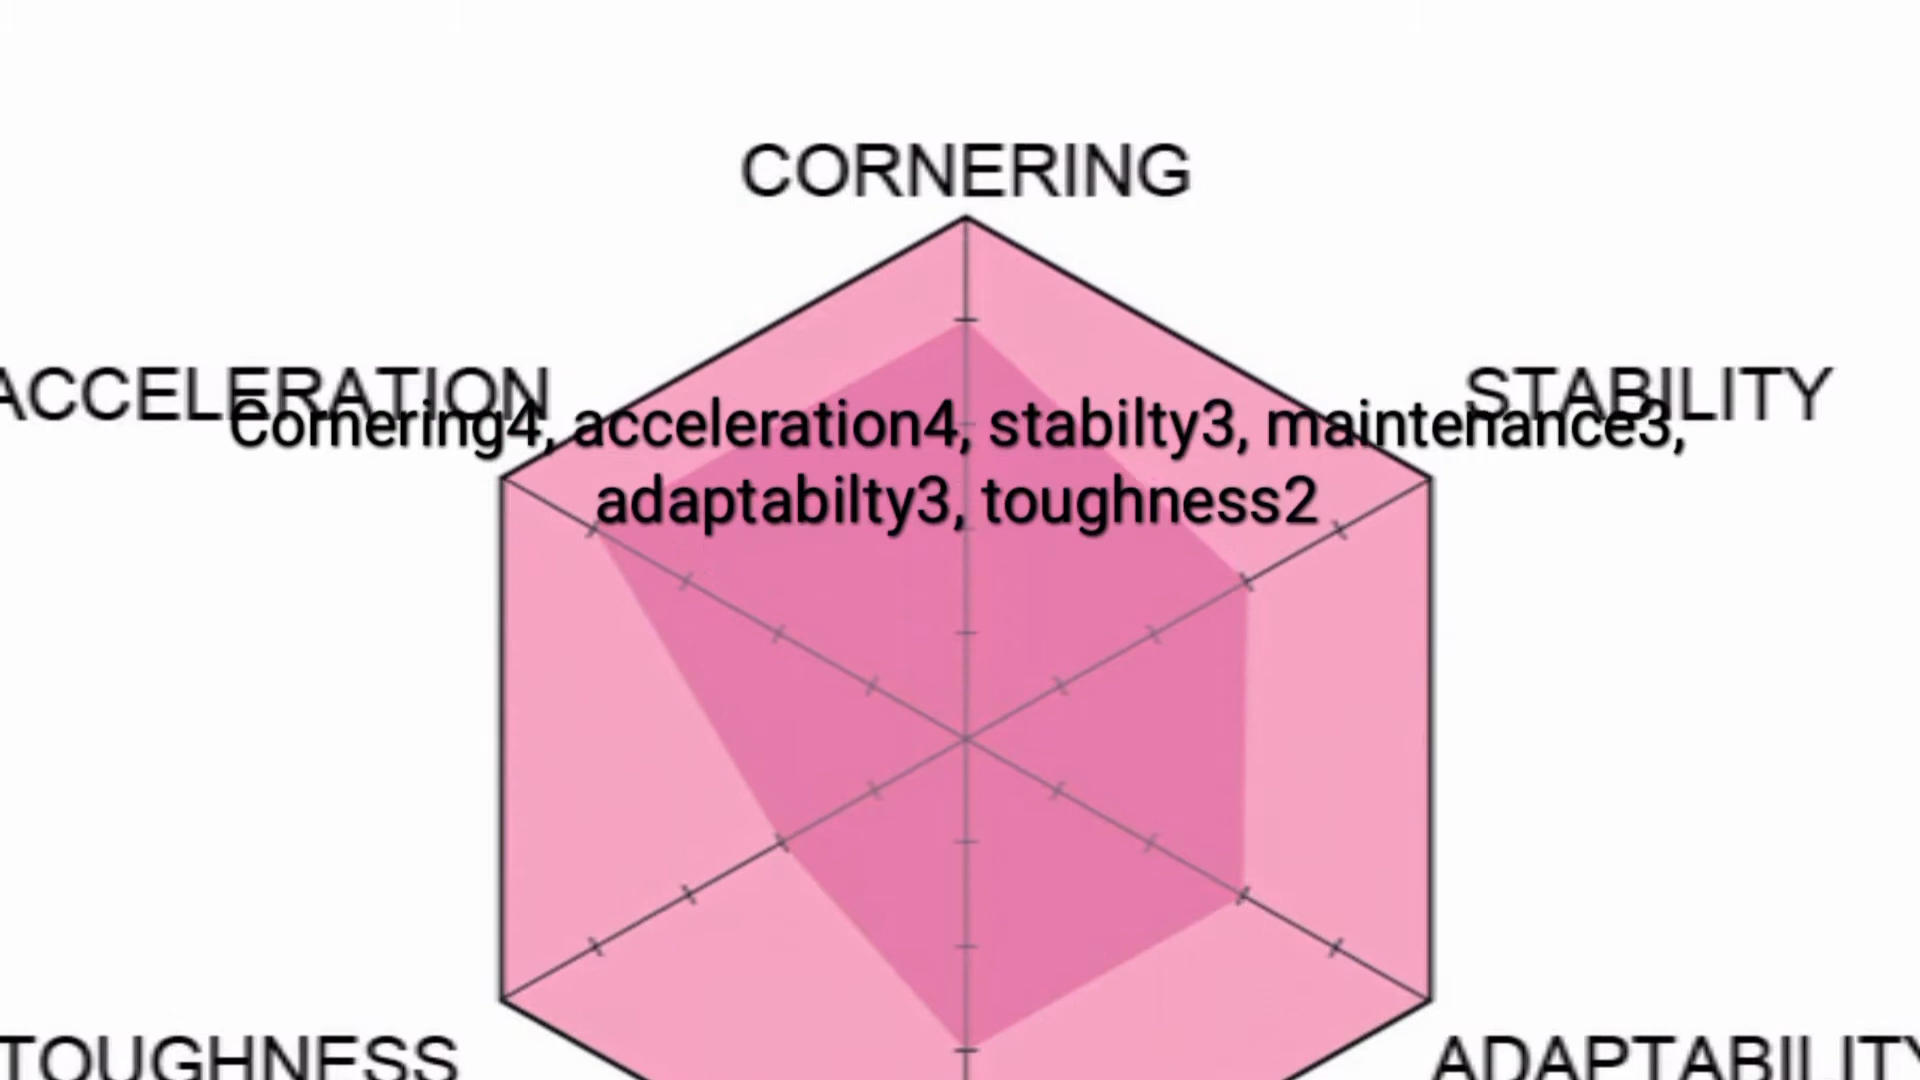 CORNERING
ACCELERATION
STABILITY
Cornering4, acceleration4, stabilty3, maintenance3,
adaptabilty3, toughness2
TOUGHNESS
ADAPTABILITY